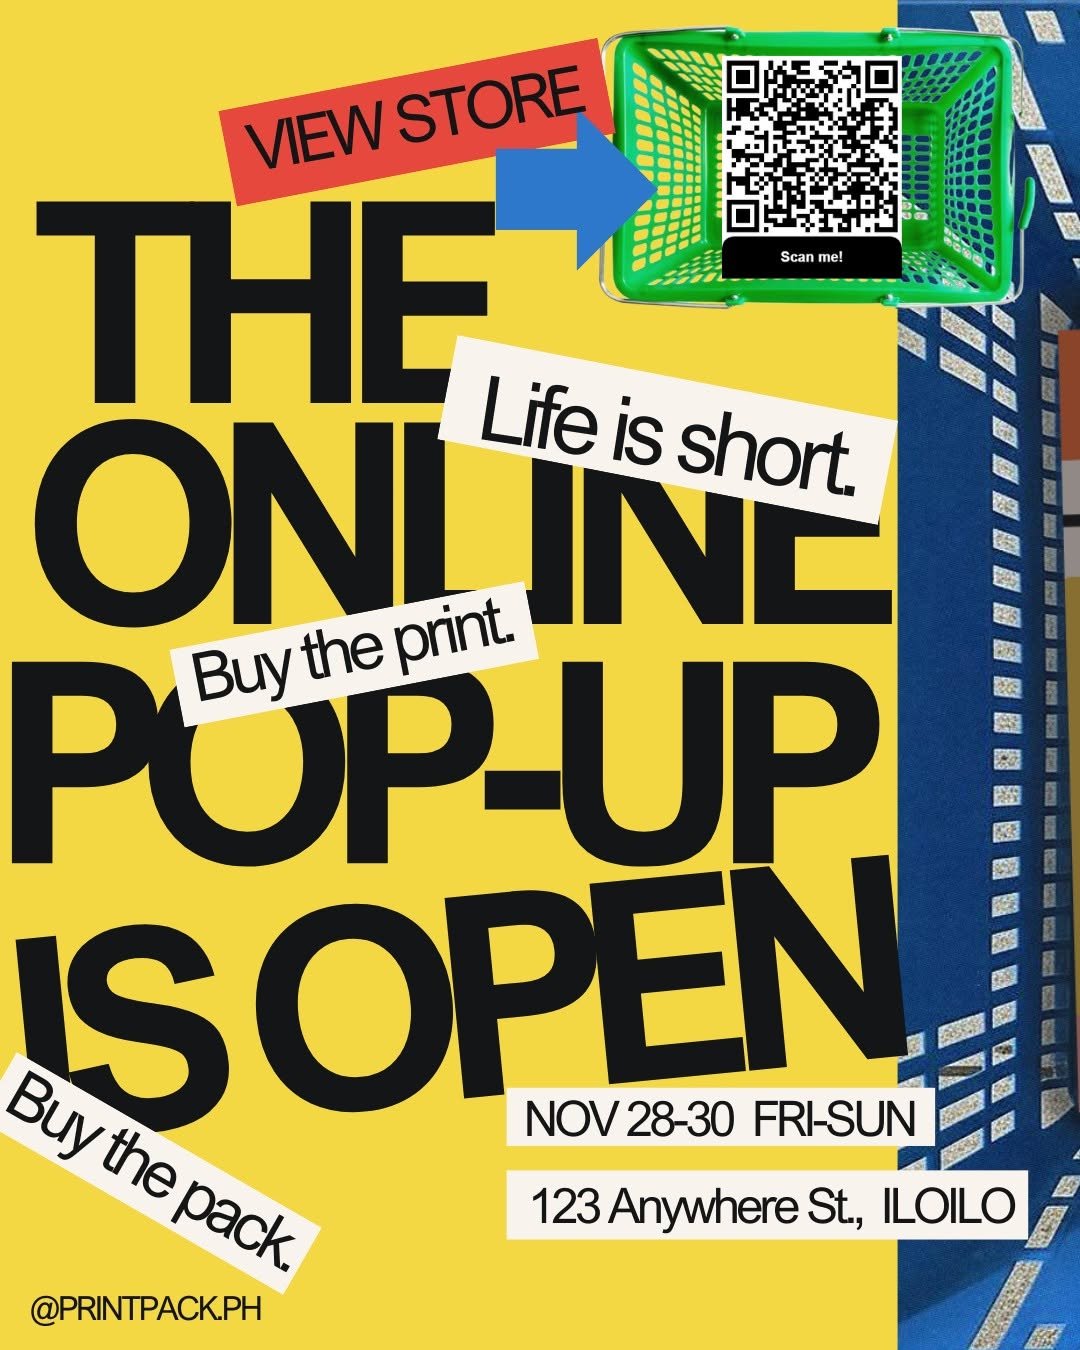 VIEW STORE
Scan me!
THE
Life is short.
ONLINE
Buy the print.
POP-UP
IS OPEN
Buy the pack.
NOV 28-30 FRI-SUN
123 Anywhere St., ILOILO
@PRINTPACK.PH